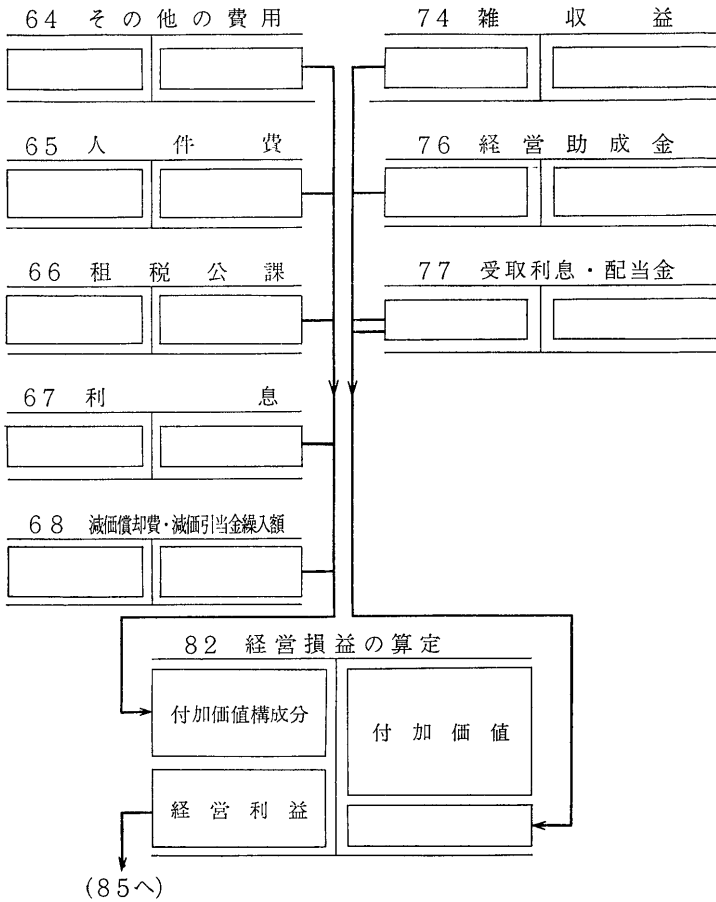 64 その他の費用
74 雑収益
65 人件費
76 経営助成金
66 租税公課
77 受取利息・配当金
67 利息
68 減価償却費・減価引当金繰入額
82 経営損益の算定
付加価値構成分
付加価値
経営利益
(85へ)